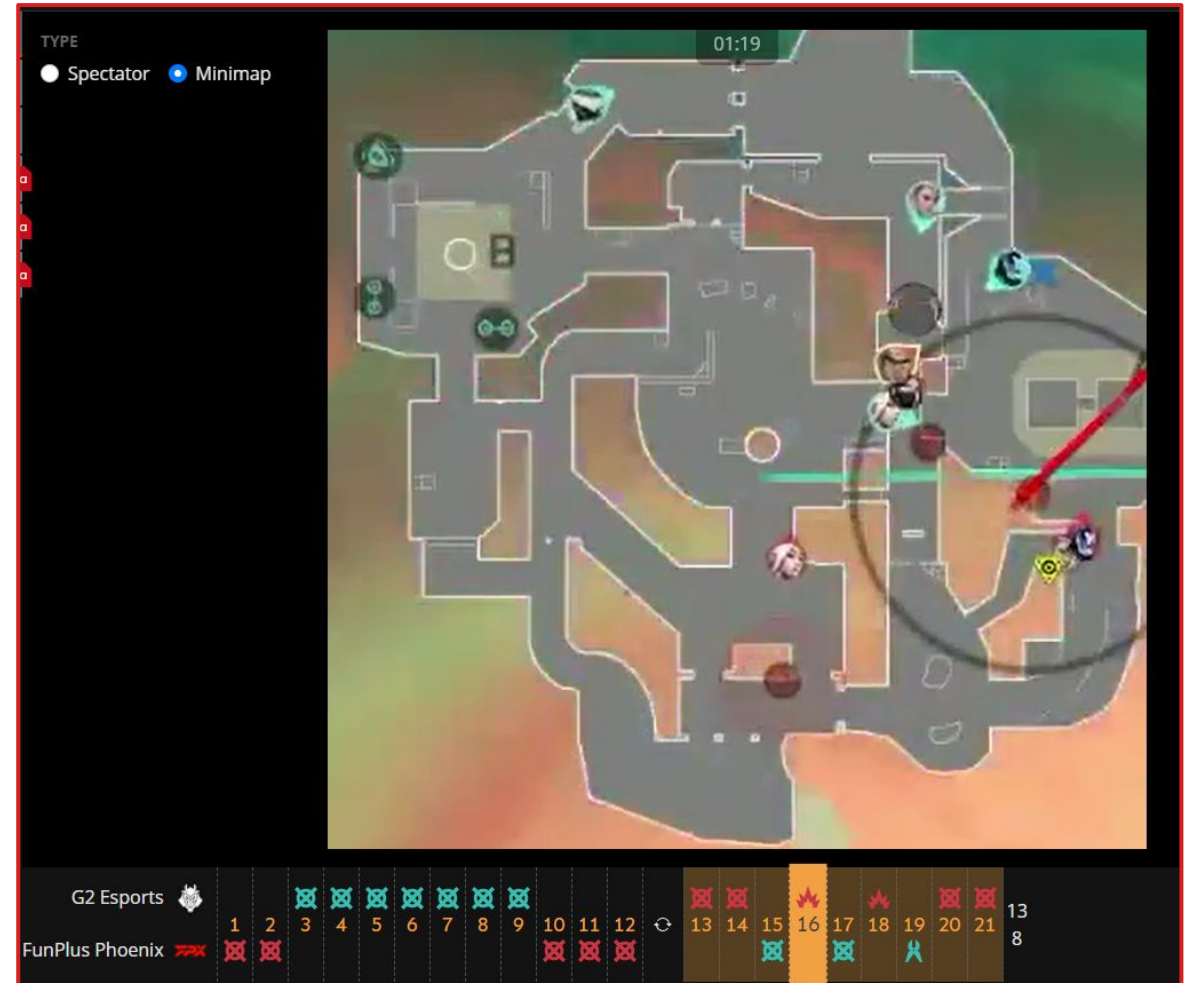 TYPE
Spectator Minimap
01:19
a
a
a
B
G2 Esports
1 2 3 4 5 6 7 8 9 10 11 12 13 14 15 16 17 18 19 20 21
13
8
FunPlus Phoenix FPX